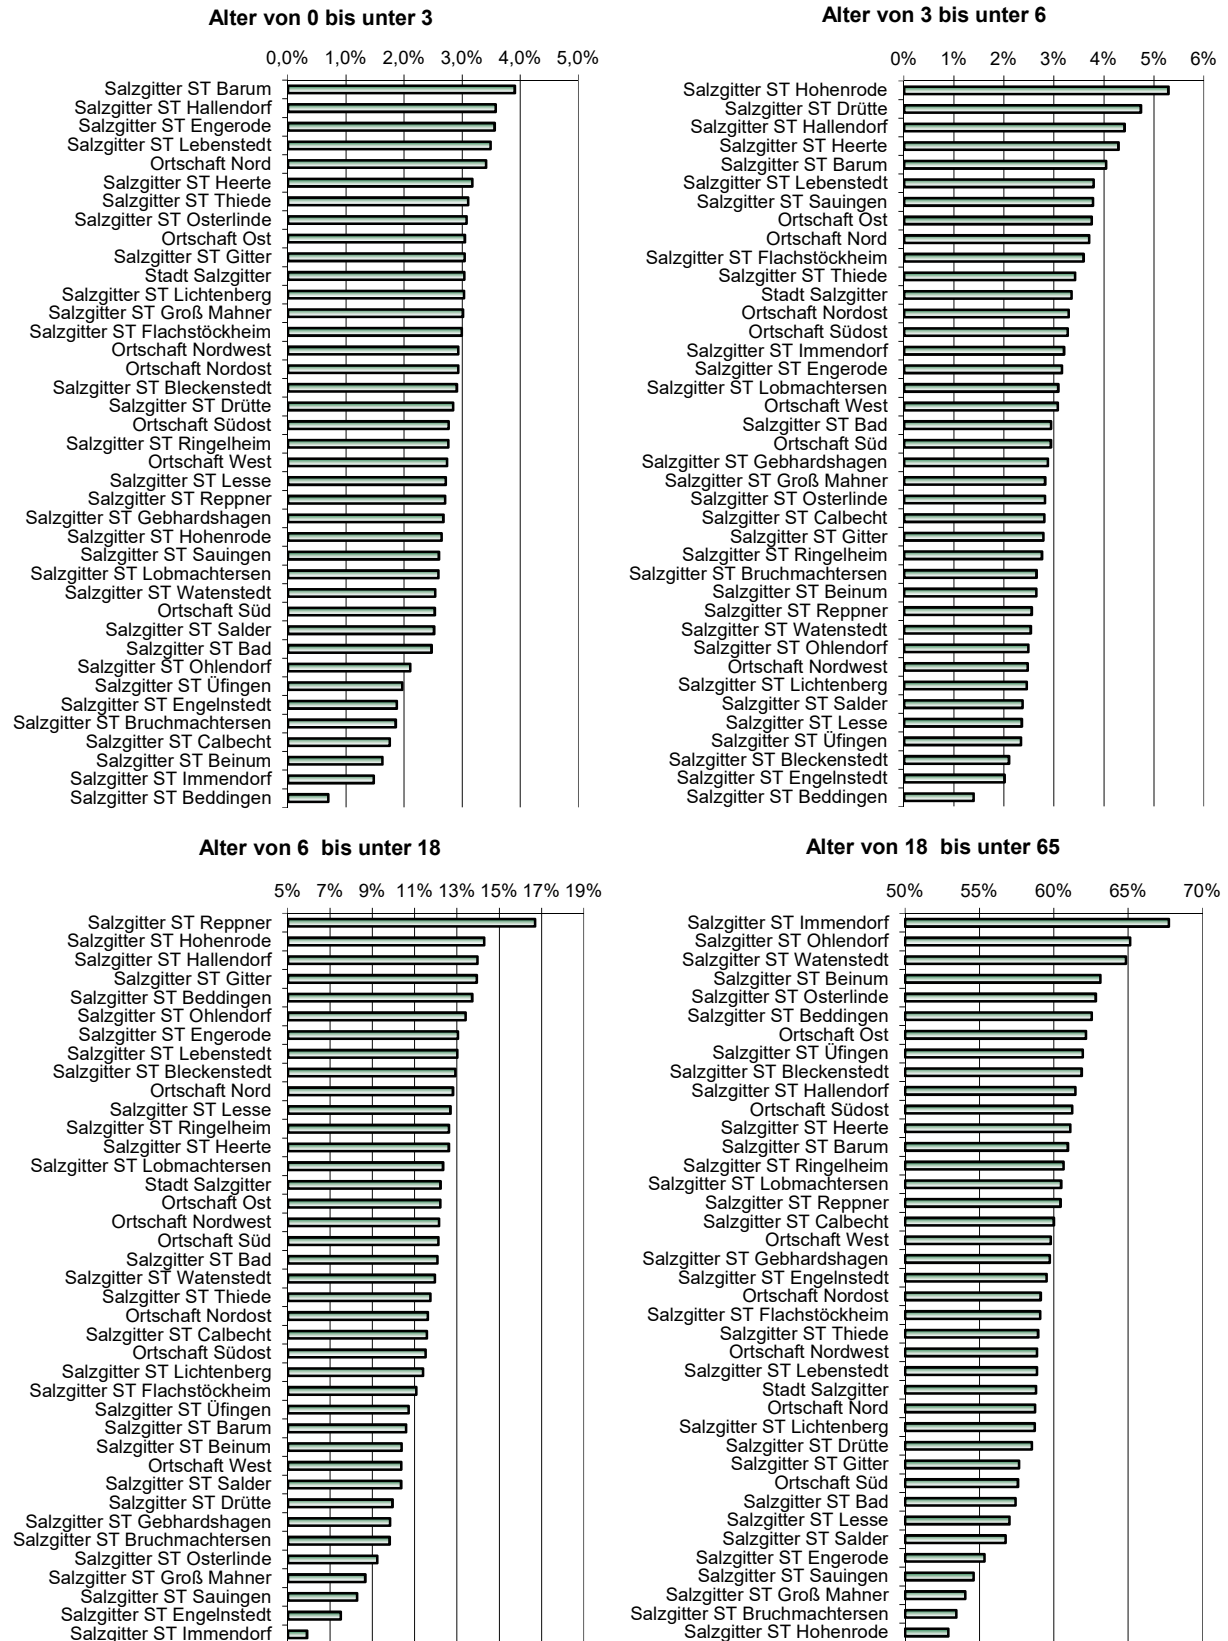 Alter von 0 bis unter 3
0,0% 1,0% 2,0% 3,0% 4,0% 5,0%
Salzgitter ST Barum
Salzgitter ST Hallendorf
Salzgitter ST Engerode
Salzgitter ST Lebenstedt
Ortschaft Nord
Salzgitter ST Heerte
Salzgitter ST Thiede
Salzgitter ST Osterlinde
Ortschaft Ost
Salzgitter ST Gitter
Stadt Salzgitter
Salzgitter ST Lichtenberg
Salzgitter ST Groß Mahner
Salzgitter ST Flachstöckheim
Ortschaft Nordwest
Ortschaft Nordost
Salzgitter ST Bleckenstedt
Salzgitter ST Drütte
Ortschaft Südost
Salzgitter ST Ringelheim
Ortschaft West
Salzgitter ST Lesse
Salzgitter ST Reppner
Salzgitter ST Gebhardshagen
Salzgitter ST Hohenrode
Salzgitter ST Sauingen
Salzgitter ST Lobmachtersen
Salzgitter ST Watenstedt
Ortschaft Süd
Salzgitter ST Salder
Salzgitter ST Bad
Salzgitter ST Ohlendorf
Salzgitter ST Üfingen
Salzgitter ST Engelnstedt
Salzgitter ST Bruchmachtersen
Salzgitter ST Calbecht
Salzgitter ST Beinum
Salzgitter ST Immendorf
Salzgitter ST Beddingen
Alter von 3 bis unter 6
0% 1% 2% 3% 4% 5% 6%
Salzgitter ST Hohenrode
Salzgitter ST Drütte
Salzgitter ST Hallendorf
Salzgitter ST Heerte
Salzgitter ST Barum
Salzgitter ST Lebenstedt
Salzgitter ST Sauingen
Ortschaft Ost
Ortschaft Nord
Salzgitter ST Flachstöckheim
Salzgitter ST Thiede
Stadt Salzgitter
Ortschaft Nordost
Ortschaft Südost
Salzgitter ST Immendorf
Salzgitter ST Engerode
Salzgitter ST Lobmachtersen
Ortschaft West
Salzgitter ST Bad
Ortschaft Süd
Salzgitter ST Gebhardshagen
Salzgitter ST Groß Mahner
Salzgitter ST Osterlinde
Salzgitter ST Calbecht
Salzgitter ST Gitter
Salzgitter ST Ringelheim
Salzgitter ST Bruchmachtersen
Salzgitter ST Beinum
Salzgitter ST Reppner
Salzgitter ST Watenstedt
Salzgitter ST Ohlendorf
Ortschaft Nordwest
Salzgitter ST Lichtenberg
Salzgitter ST Salder
Salzgitter ST Lesse
Salzgitter ST Üfingen
Salzgitter ST Bleckenstedt
Salzgitter ST Engelnstedt
Salzgitter ST Beddingen
Alter von 6 bis unter 18
5% 7% 9% 11% 13% 15% 17% 19%
Salzgitter ST Reppner
Salzgitter ST Hohenrode
Salzgitter ST Hallendorf
Salzgitter ST Gitter
Salzgitter ST Beddingen
Salzgitter ST Ohlendorf
Salzgitter ST Engerode
Salzgitter ST Lebenstedt
Salzgitter ST Bleckenstedt
Ortschaft Nord
Salzgitter ST Lesse
Salzgitter ST Ringelheim
Salzgitter ST Heerte
Salzgitter ST Lobmachtersen
Stadt Salzgitter
Ortschaft Ost
Ortschaft Nordwest
Ortschaft Süd
Salzgitter ST Bad
Salzgitter ST Watenstedt
Salzgitter ST Thiede
Ortschaft Nordost
Salzgitter ST Calbecht
Ortschaft Südost
Salzgitter ST Lichtenberg
Salzgitter ST Flachstöckheim
Salzgitter ST Üfingen
Salzgitter ST Barum
Salzgitter ST Beinum
Ortschaft West
Salzgitter ST Salder
Salzgitter ST Drütte
Salzgitter ST Gebhardshagen
Salzgitter ST Bruchmachtersen
Salzgitter ST Osterlinde
Salzgitter ST Groß Mahner
Salzgitter ST Sauingen
Salzgitter ST Engelnstedt
Salzgitter ST Immendorf
Alter von 18 bis unter 65
50% 55% 60% 65% 70%
Salzgitter ST Immendorf
Salzgitter ST Ohlendorf
Salzgitter ST Watenstedt
Salzgitter ST Beinum
Salzgitter ST Osterlinde
Salzgitter ST Beddingen
Ortschaft Ost
Salzgitter ST Üfingen
Salzgitter ST Bleckenstedt
Salzgitter ST Hallendorf
Ortschaft Südost
Salzgitter ST Heerte
Salzgitter ST Barum
Salzgitter ST Ringelheim
Salzgitter ST Lobmachtersen
Salzgitter ST Reppner
Salzgitter ST Calbecht
Ortschaft West
Salzgitter ST Gebhardshagen
Salzgitter ST Engelnstedt
Ortschaft Nordost
Salzgitter ST Flachstöckheim
Salzgitter ST Thiede
Ortschaft Nordwest
Salzgitter ST Lebenstedt
Stadt Salzgitter
Ortschaft Nord
Salzgitter ST Lichtenberg
Salzgitter ST Drütte
Salzgitter ST Gitter
Ortschaft Süd
Salzgitter ST Bad
Salzgitter ST Lesse
Salzgitter ST Salder
Salzgitter ST Engerode
Salzgitter ST Sauingen
Salzgitter ST Groß Mahner
Salzgitter ST Bruchmachtersen
Salzgitter ST Hohenrode